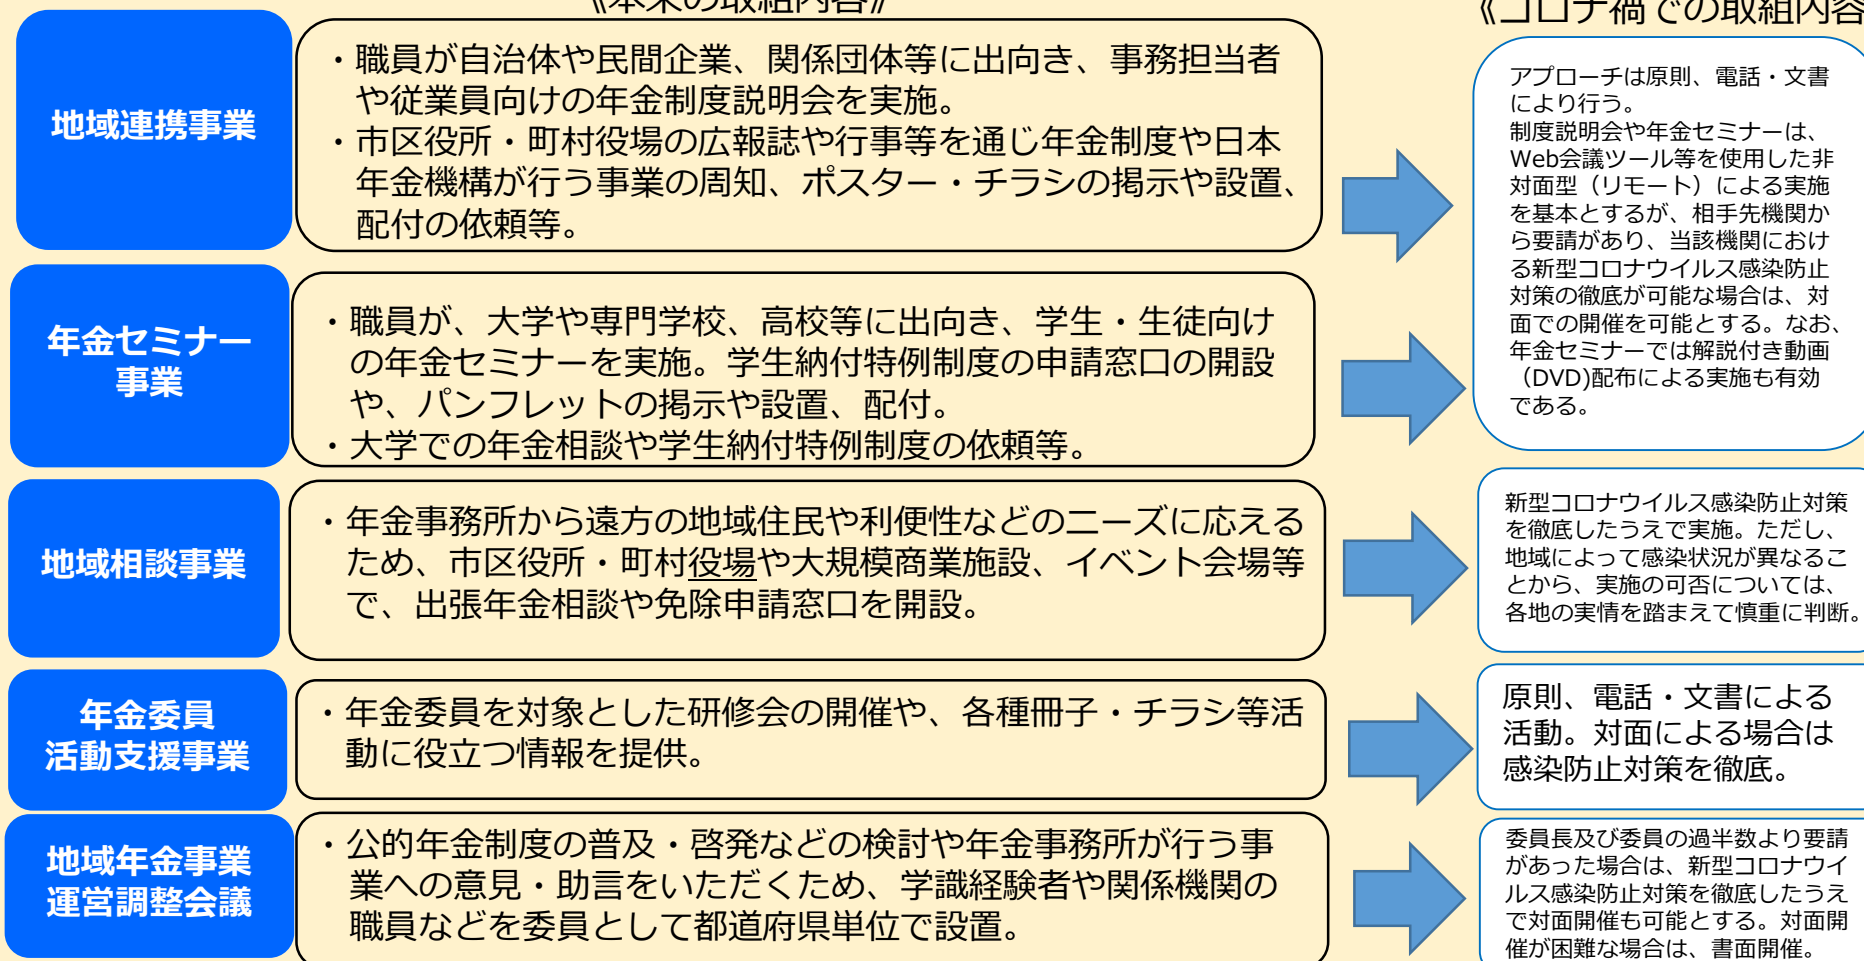 《本来の取組内容》
《コロナ禍での取組内容
地域連携事業
・職員が自治体や民間企業、関係団体等に出向き、事務担当者
や従業員向けの年金制度説明会を実施。
・市区役所・町村役場の広報誌や行事等を通じ年金制度や日本
年金機構が行う事業の周知、ポスター・チラシの掲示や設置、
配付の依頼等。
年金セミナー
事業
・職員が、大学や専門学校、高校等に出向き、学生・生徒向け
の年金セミナーを実施。学生納付特例制度の申請窓口の開設
や、パンフレットの掲示や設置、配付。
・大学での年金相談や学生納付特例制度の依頼等。
アプローチは原則、電話・文書
により行う。
制度説明会や年金セミナーは、
Web会議ツール等を使用した非
対面型（リモート）による実施
を基本とするが、相手先機関か
ら要請があり、当該機関におけ
る新型コロナウイルス感染防止
対策の徹底が可能な場合は、対
面での開催を可能とする。なお、
年金セミナーでは解説付き動画
（DVD)配布による実施も有効
である。
地域相談事業
・年金事務所から遠方の地域住民や利便性などのニーズに応える
ため、市区役所・町村役場や大規模商業施設、イベント会場等
で、出張年金相談や免除申請窓口を開設。
新型コロナウイルス感染防止対策
を徹底したうえで実施。ただし、
地域によって感染状況が異なるこ
とから、実施の可否については、
各地の実情を踏まえて慎重に判断。
年金委員
活動支援事業
・年金委員を対象とした研修会の開催や、各種冊子・チラシ等活
動に役立つ情報を提供。
原則、電話・文書による
活動。対面による場合は
感染防止対策を徹底。
地域年金事業
運営調整会議
・公的年金制度の普及・啓発などの検討や年金事務所が行う事
業への意見・助言をいただくため、学識経験者や関係機関の
職員などを委員として都道府県単位で設置。
委員長及び委員の過半数より要請
があった場合は、新型コロナウイ
ルス感染防止対策を徹底したうえ
で対面開催も可能とする。対面開
催が困難な場合は、書面開催。